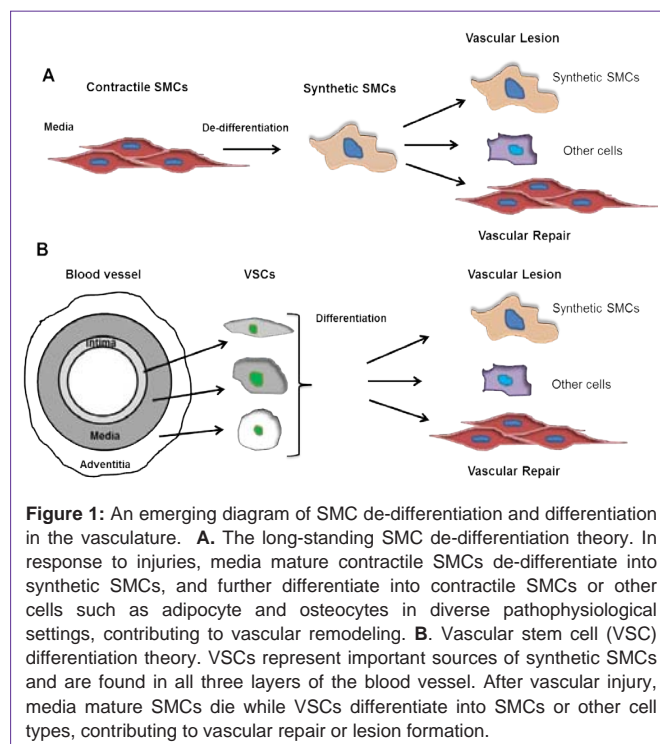 Vascular Lesion
A
Contractile SMCs
Synthetic SMCs
Synthetic SMCs
Media
De-differentiation
Other cells
Vascular Repair
B
Blood vessel
VSCs
Vascular Lesion
Differentiation
Synthetic SMCs
Intima
Other cells
Media
Adventitia
Vascular Repair
Figure 1: An emerging diagram of SMC de-differentiation and differentiation
in the vasculature. A. The long-standing SMC de-differentiation theory. In
response to injuries, media mature contractile SMCs de-differentiate into
synthetic SMCs, and further differentiate into contractile SMCs or other
cells such as adipocyte and osteocytes in diverse pathophysiological
settings, contributing to vascular remodeling. B. Vascular stem cell (VSC)
differentiation theory. VSCs represent important sources of synthetic SMCs
and are found in all three layers of the blood vessel. After vascular injury,
media mature SMCs die while VSCs differentiate into SMCs or other cell
types, contributing to vascular repair or lesion formation.